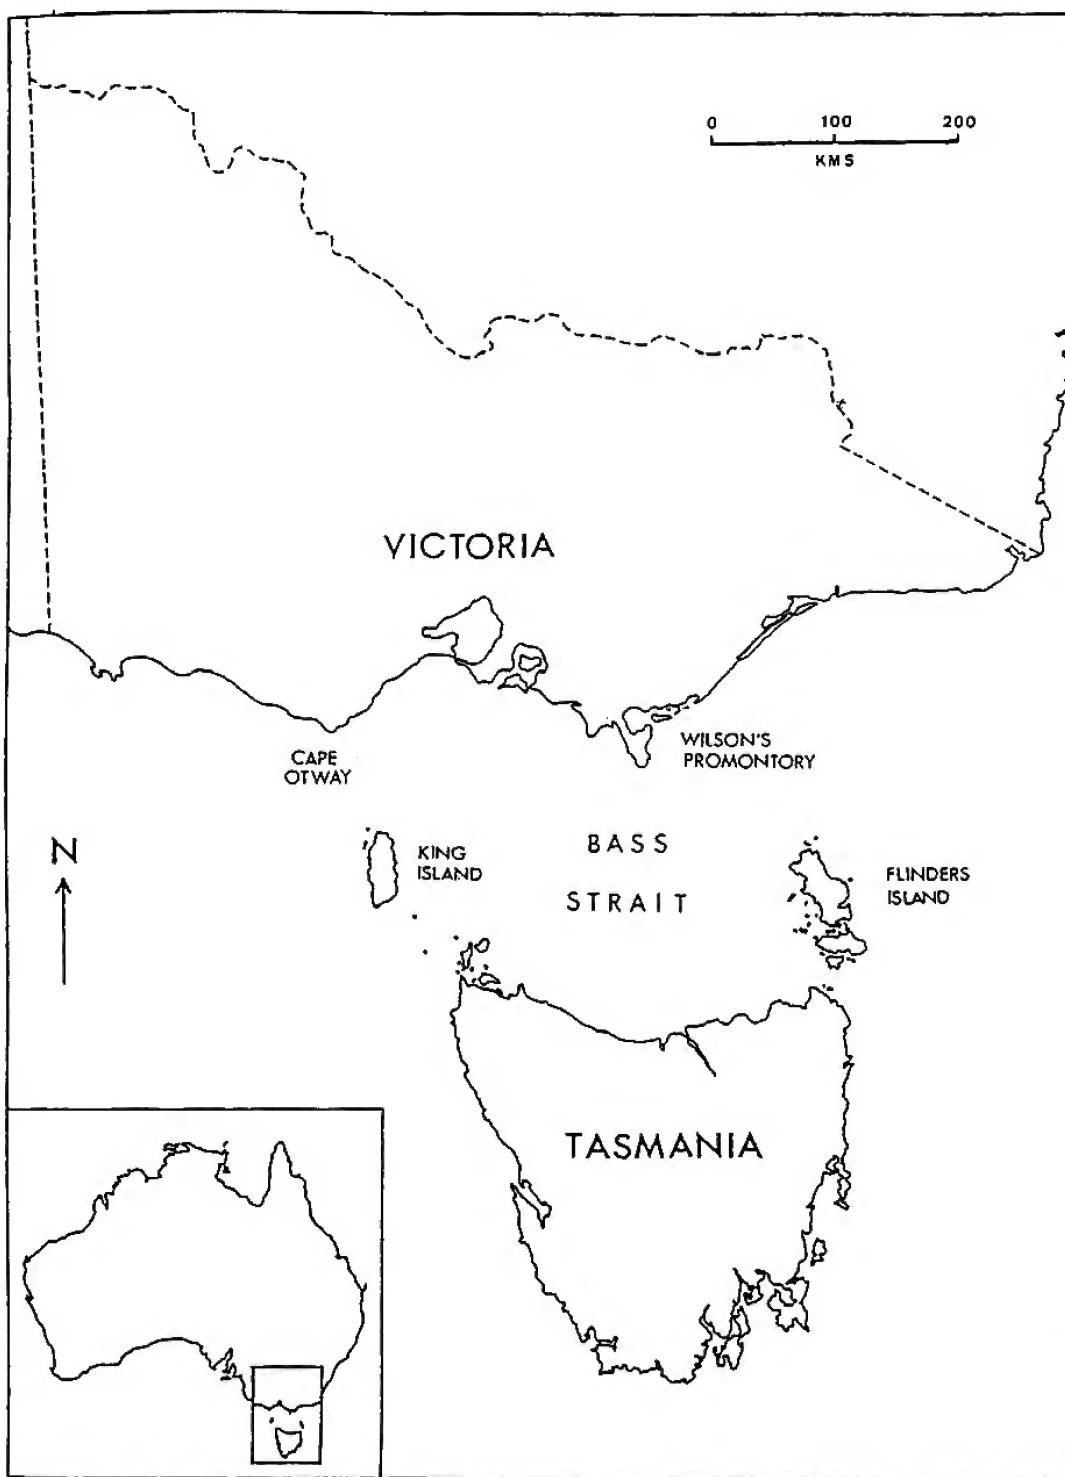 0 100 200
KMS
VICTORIA
CAPE
OTWAY
WILSON'S
PROMONTORY
N
KING
ISLAND
BASS
STRAIT
FLINDERS
ISLAND
TASMANIA